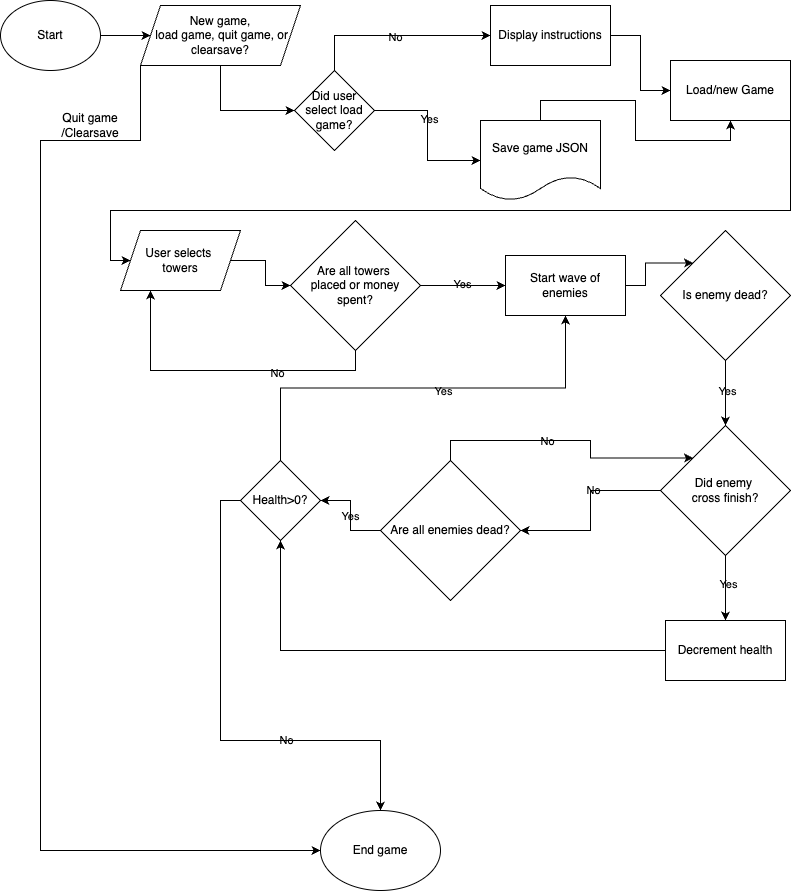 Start
New game,
load game, quit game, or
clearsave?
No
Display instructions
Load/new Game
Did user
select load
game?
Yes
Quit game
/Clearsave
Save game JSON
User selects
towers
Are all towers
placed or money
spent?
Yes
Start wave of
enemies
Is enemy dead?
No
Yes
Yes
No
Did enemy
cross finish?
No
Health>0?
Yes
Are all enemies dead?
Yes
Decrement health
No
End game